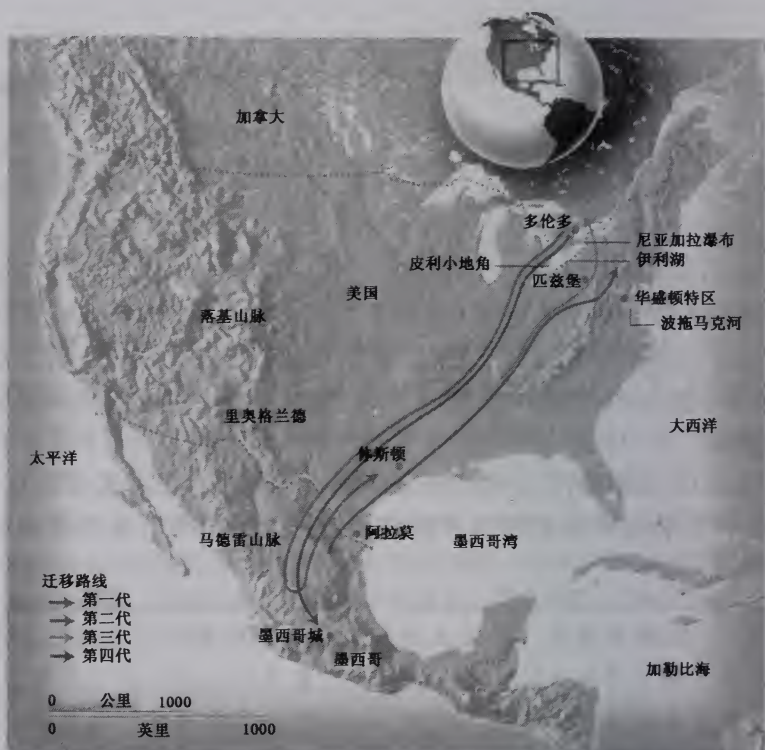 加拿大
多伦多
尼亚加拉瀑布
皮利小地角
伊利湖
美国
匹兹堡
华盛顿特区
落基山脉
波拖马克河
里奥格兰德
大西洋
太平洋
休斯顿
马德雷山脉
阿拉莫
墨西哥湾
迁移路线
第一代
第二代
第三代
第四代
墨西哥城
墨西哥
加勒比海
0 公里 1000
0 英里 1000